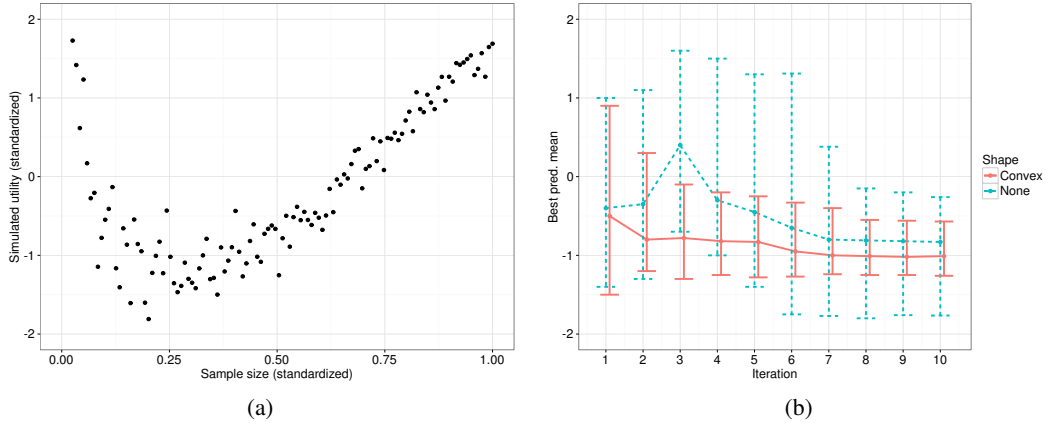 2
1
0
-1
-2
Simulated utility (standardized)
0.00 0.25 0.50 0.75 1.00
Sample size (standardized)
(a)
2
1
0
-1
-2
Best pred. mean
1 2 3 4 5 6 7 8 9 10
Iteration
Shape
Convex
None
(b)